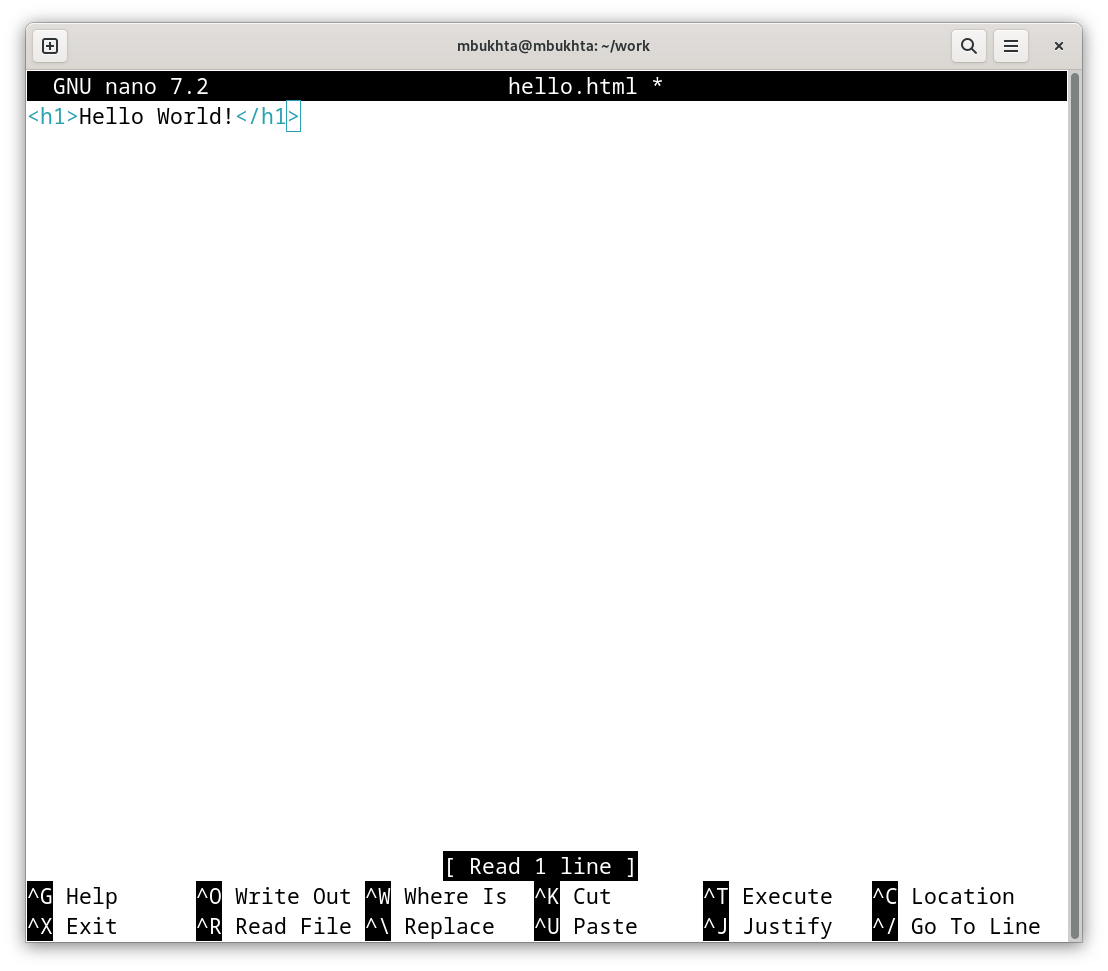 mbukhta@mbukhta: ~/work
GNU nano 7.2 hello.html *
<h1>Hello World!</h1>
[ Read 1 line ]
^G Help ^O Write Out ^W Where Is ^K Cut ^T Execute ^C Location
^X Exit ^R Read File ^\ Replace ^U Paste ^J Justify ^/ Go To Line